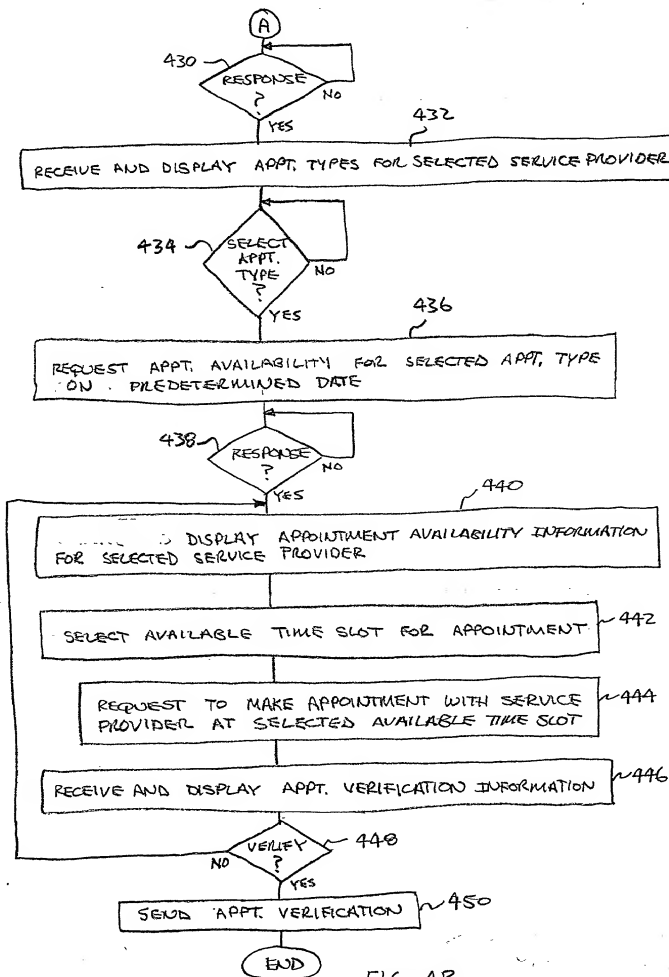 A
430
RESPONSE
?
NO
YES
432
RECEIVE AND DISPLAY APPT. TYPES FOR SELECTED SERVICE PROVIDER
434
SELECT
APPT.
TYPE
?
NO
YES
436
REQUEST APPT. AVAILABILITY FOR SELECTED APPT. TYPE
ON PREDETERMINED DATE
438
RESPONSE
?
NO
YES
440
DISPLAY APPOINTMENT AVAILABILITY INFORMATION
FOR SELECTED SERVICE PROVIDER
SELECT AVAILABLE TIME SLOT FOR APPOINTMENT
442
REQUEST TO MAKE APPOINTMENT WITH SERVICE
PROVIDER AT SELECTED AVAILABLE TIME SLOT
444
RECEIVE AND DISPLAY APPT. VERIFICATION INFORMATION
446
VERIFY
?
448
NO
YES
SEND APPT. VERIFICATION
450
END
FIG. 4B